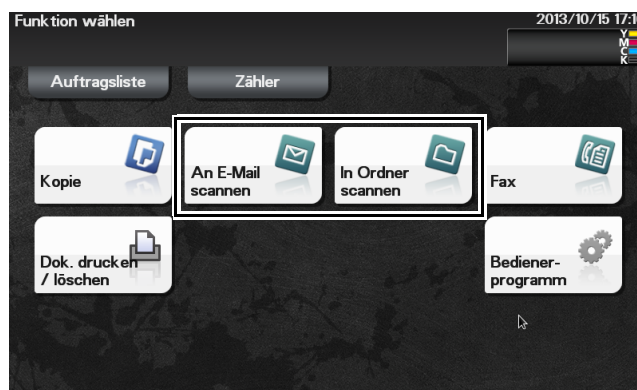 Funktion wählen
2013/10/15 17:1
Y
M
C
K
Auftragsliste
Zähler
Kopie
An E-Mail
scannen
In Ordner
scannen
Fax
Dok. drucken
/ löschen
Bediener-
programm